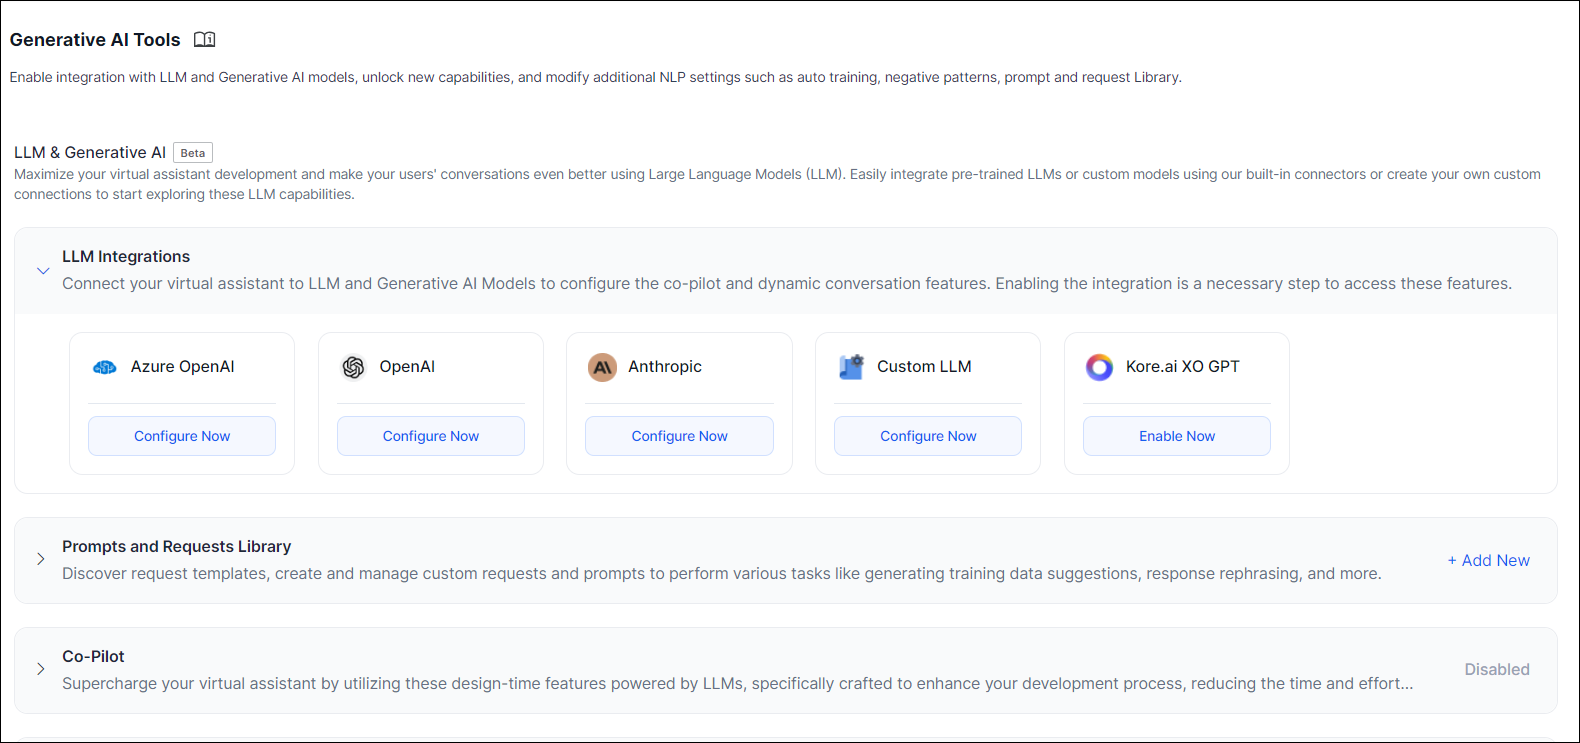 Generative AI Tools
Enable integration with LLM and Generative AI models, unlock new capabilities, and modify additional NLP settings such as auto training, negative patterns, prompt and request Library.
LLM & Generative AI Beta
Maximize your virtual assistant development and make your users' conversations even better using Large Language Models (LLM). Easily integrate pre-trained LLMs or custom models using our built-in connectors or create your own custom
connections to start exploring these LLM capabilities.
LLM Integrations
Connect your virtual assistant to LLM and Generative AI Models to configure the co-pilot and dynamic conversation features. Enabling the integration is a necessary step to access these features.
Azure OpenAI
Configure Now
OpenAI
Configure Now
Anthropic
Configure Now
Custom LLM
Configure Now
Kore.ai XO GPT
Enable Now
Prompts and Requests Library
Discover request templates, create and manage custom requests and prompts to perform various tasks like generating training data suggestions, response rephrasing, and more.
+ Add New
Co-Pilot
Supercharge your virtual assistant by utilizing these design-time features powered by LLMs, specifically crafted to enhance your development process, reducing the time and effort...
Disabled